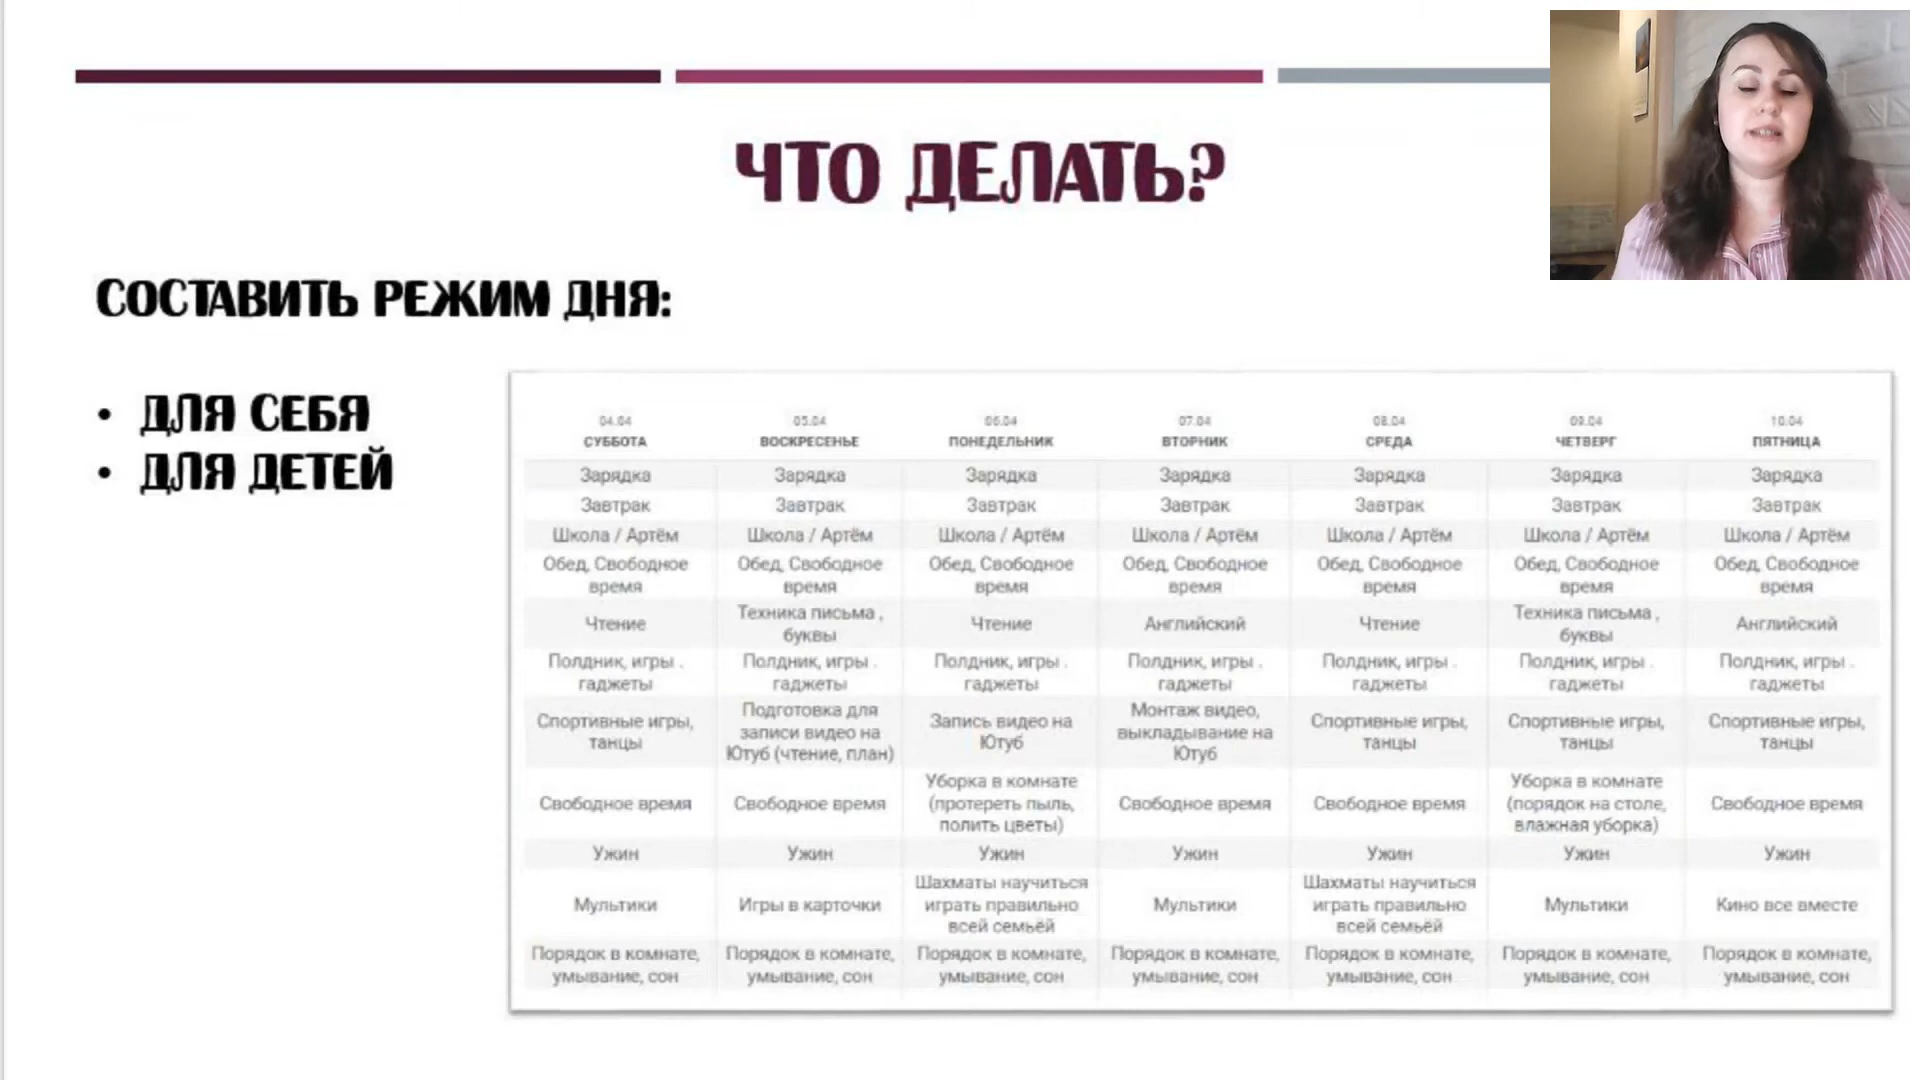 ЧТО ДЕЛАТЬ?
СОСТАВИТЬ РЕЖИМ ДНЯ:
• ДЛЯ СЕБЯ
• ДЛЯ ДЕТЕЙ
04.04 05.04 06.04 07.04 08.04 09.04 10.04
СУББОТА ВОСКРЕСЕНЬЕ ПОНЕДЕЛЬНИК ВТОРНИК СРЕДА ЧЕТВЕРГ ПЯТНИЦА
Зарядка Зарядка Зарядка Зарядка Зарядка Зарядка Зарядка
Завтрак Завтрак Завтрак Завтрак Завтрак Завтрак Завтрак
Школа / Артём Школа / Артём Школа / Артём Школа / Артём Школа / Артём Школа / Артём Школа / Артём
Обед, Свободное Обед, Свободное Обед, Свободное Обед, Свободное Обед, Свободное Обед, Свободное Обед, Свободное
время время время время время время время
Чтение Техника письма , Чтение Английский Чтение Техника письма , Английский
буквы буквы
Полдник, игры . Полдник, игры . Полдник, игры . Полдник, игры . Полдник, игры . Полдник, игры . Полдник, игры .
гаджеты гаджеты гаджеты гаджеты гаджеты гаджеты гаджеты
Спортивные игры, Подготовка для Запись видео на Монтаж видео, Спортивные игры, Спортивные игры, Спортивные игры,
танцы записи видео на Ютуб выкладывание на танцы танцы танцы
Ютуб (чтение, план) Ютуб
Свободное время Свободное время Уборка в комнате Свободное время Свободное время Уборка в комнате Свободное время
(протереть пыль, (порядок на столе,
полить цветы) влажная уборка)
Ужин Ужин Ужин Ужин Ужин Ужин Ужин
Мультики Игры в карточки Шахматы научиться Мультики Шахматы научиться Мультики Кино все вместе
играть правильно играть правильно
всей семьёй всей семьёй
Порядок в комнате, Порядок в комнате, Порядок в комнате, Порядок в комнате, Порядок в комнате, Порядок в комнате, Порядок в комнате,
умывание, сон умывание, сон умывание, сон умывание, сон умывание, сон умывание, сон умывание, сон